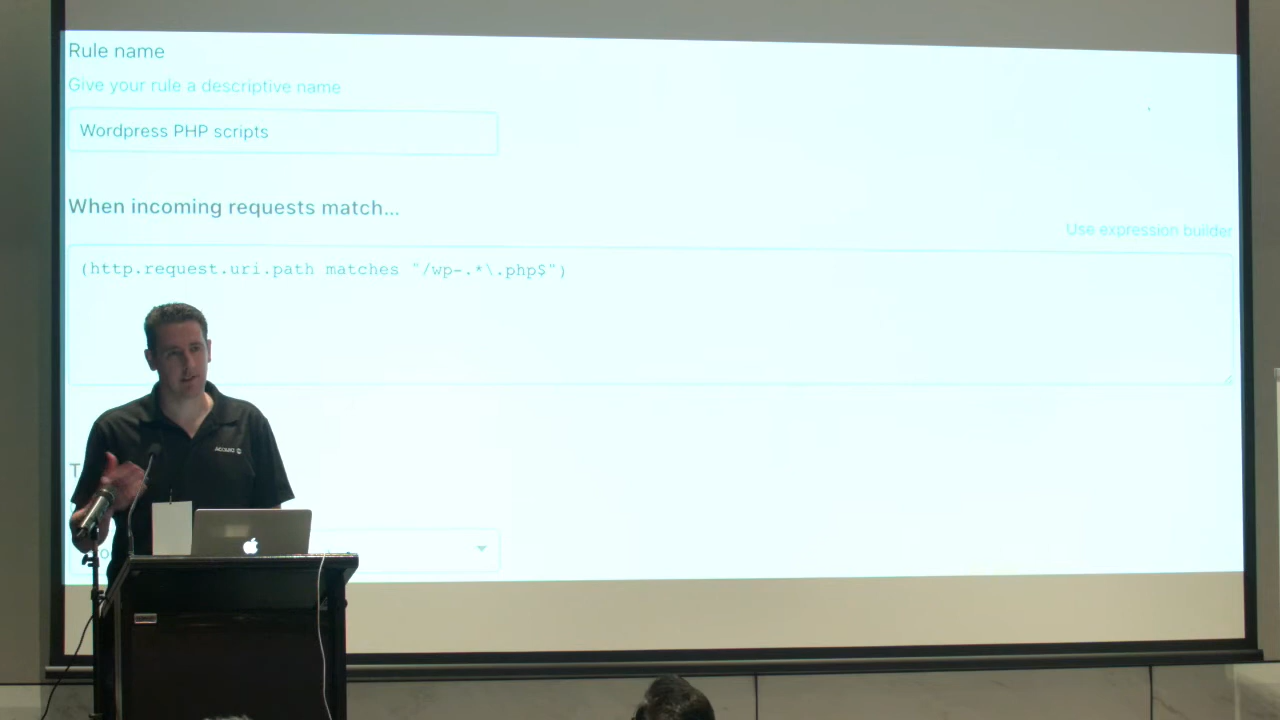 Rule name
Give your rule a descriptive name
Wordpress PHP scripts
When incoming requests match...
Use expression builder
(http.request.uri.path matches "/wp-.*\.php$")
ACQUIA